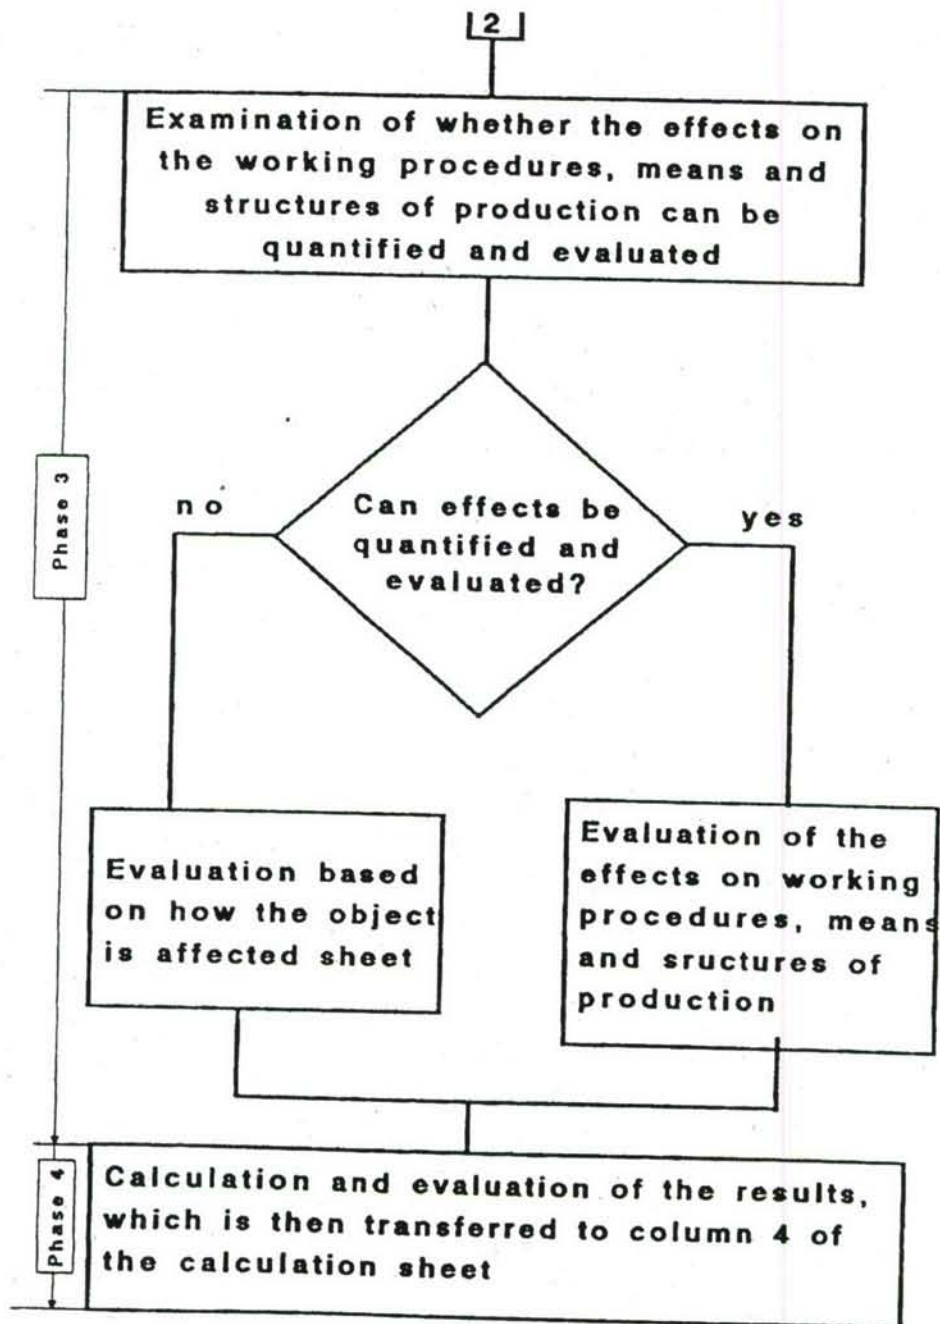 2
Examination of whether the effects on
the working procedures, means and
structures of production can be
quantified and evaluated
Phase 3
no
Can effects be
quantified and
evaluated?
yes
Evaluation based
on how the object
is affected sheet
Evaluation of the
effects on working
procedures, means
and sructures of
production
Phase 4
Calculation and evaluation of the results,
which is then transferred to column 4 of
the calculation sheet